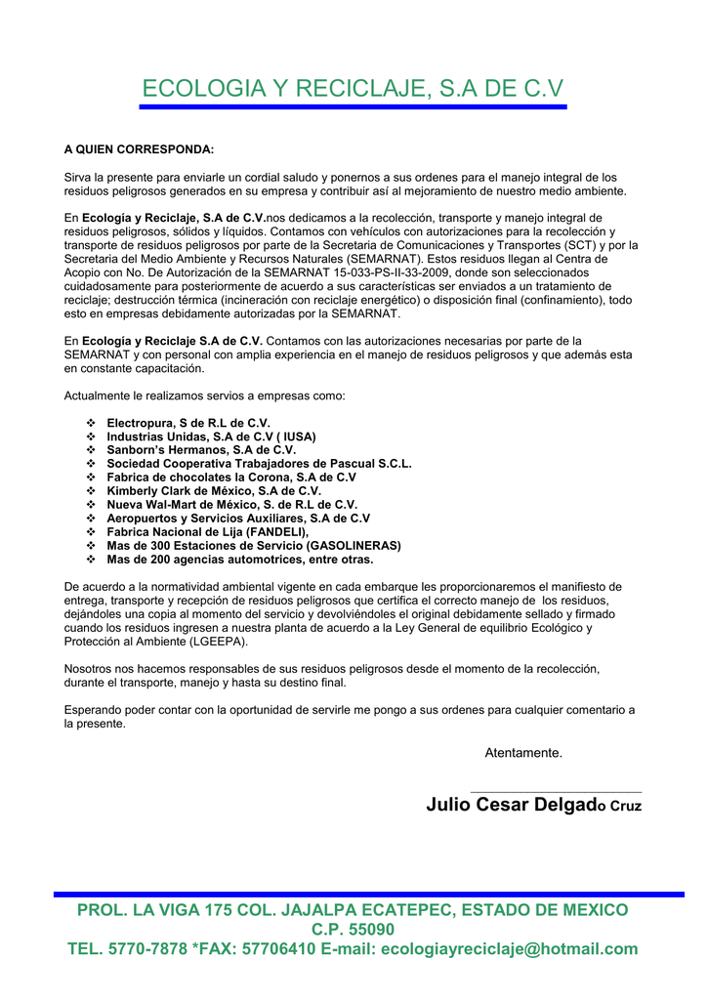 ECOLOGIA Y RECICLAJE, S.A DE C.V
A QUIEN CORRESPONDA:
Sirva la presente para enviarle un cordial saludo y ponernos a sus ordenes para el manejo integral de los
residuos peligrosos generados en su empresa y contribuir así al mejoramiento de nuestro medio ambiente.
En Ecología y Reciclaje, S.A de C.V.nos dedicamos a la recolección, transporte y manejo integral de
residuos peligrosos, sólidos y líquidos. Contamos con vehículos con autorizaciones para la recolección y
transporte de residuos peligrosos por parte de la Secretaria de Comunicaciones y Transportes (SCT) y por la
Secretaria del Medio Ambiente y Recursos Naturales (SEMARNAT). Estos residuos llegan al Centra de
Acopio con No. De Autorización de la SEMARNAT 15-033-PS-II-33-2009, donde son seleccionados
cuidadosamente para posteriormente de acuerdo a sus características ser enviados a un tratamiento de
reciclaje; destrucción térmica (incineración con reciclaje energético) o disposición final (confinamiento), todo
esto en empresas debidamente autorizadas por la SEMARNAT.
En Ecología y Reciclaje S.A de C.V. Contamos con las autorizaciones necesarias por parte de la
SEMARNAT y con personal con amplia experiencia en el manejo de residuos peligrosos y que además esta
en constante capacitación.
Actualmente le realizamos servios a empresas como:
❖ Electropura, S de R.L de C.V.
❖ Industrias Unidas, S.A de C.V ( IUSA)
❖ Sanborn's Hermanos, S.A de C.V.
❖ Sociedad Cooperativa Trabajadores de Pascual S.C.L.
❖ Fabrica de chocolates la Corona, S.A de C.V
❖ Kimberly Clark de México, S.A de C.V.
❖ Nueva Wal-Mart de México, S. de R.L de C.V.
❖ Aeropuertos y Servicios Auxiliares, S.A de C.V
❖ Fabrica Nacional de Lija (FANDELI),
❖ Mas de 300 Estaciones de Servicio (GASOLINERAS)
❖ Mas de 200 agencias automotrices, entre otras.
De acuerdo a la normatividad ambiental vigente en cada embarque les proporcionaremos el manifiesto de
entrega, transporte y recepción de residuos peligrosos que certifica el correcto manejo de los residuos,
dejándoles una copia al momento del servicio y devolviéndoles el original debidamente sellado y firmado
cuando los residuos ingresen a nuestra planta de acuerdo a la Ley General de equilibrio Ecológico y
Protección al Ambiente (LGEEPA).
Nosotros nos hacemos responsables de sus residuos peligrosos desde el momento de la recolección,
durante el transporte, manejo y hasta su destino final.
Esperando poder contar con la oportunidad de servirle me pongo a sus ordenes para cualquier comentario a
la presente.
Atentamente.
Julio Cesar Delgado Cruz
PROL. LA VIGA 175 COL. JAJALPA ECATEPEC, ESTADO DE MEXICO
C.P. 55090
TEL. 5770-7878 *FAX: 57706410 E-mail: ecologiayreciclaje@hotmail.com